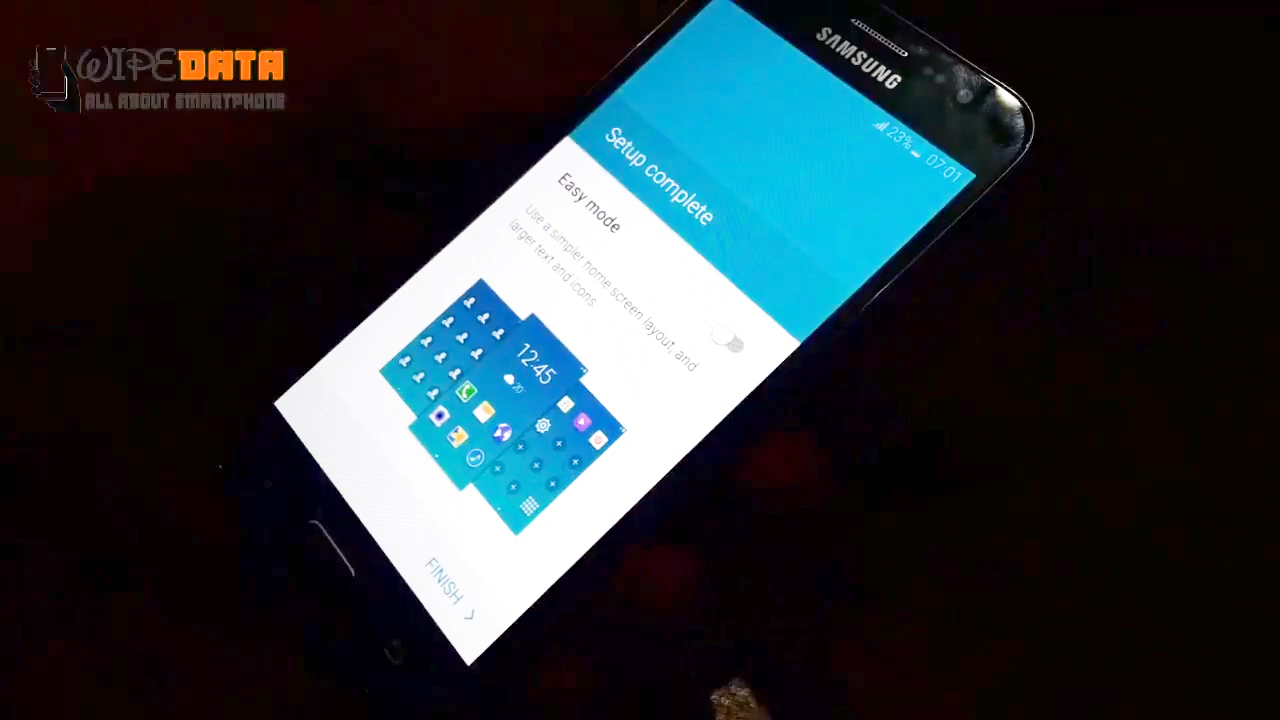 WIPEDATA
ALL ABOUT SMARTPHONE
SAMSUNG
23% 07:01
Setup complete
Easy mode
Use a simpler home screen layout, and
larger text and icons
12:45
20
FINISH